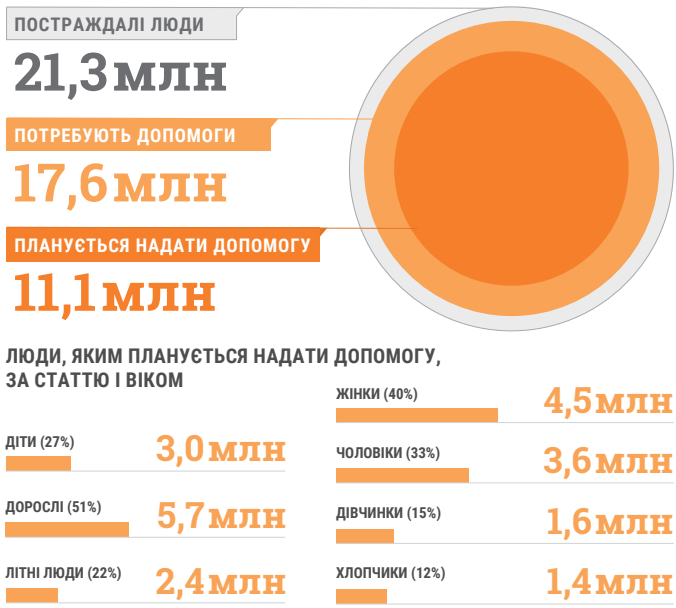 ПОСТРАЖДАЛІ ЛЮДИ
21,3 млн
ПОТРЕБУЮТЬ ДОПОМОГИ
17,6 млн
ПЛАНУЄТЬСЯ НАДАТИ ДОПОМОГУ
11,1 млн
ЛЮДИ, ЯКИМ ПЛАНУЄТЬСЯ НАДАТИ ДОПОМОГУ,
ЗА СТАТТЮ І ВІКОМ
ДІТИ (27%) 3,0 млн
ДОРОСЛІ (51%) 5,7 млн
ЛІТНІ ЛЮДИ (22%) 2,4 млн
ЖІНКИ (40%) 4,5 млн
ЧОЛОВІКИ (33%) 3,6 млн
ДІВЧИНКИ (15%) 1,6 млн
ХЛОПЧИКИ (12%) 1,4 млн